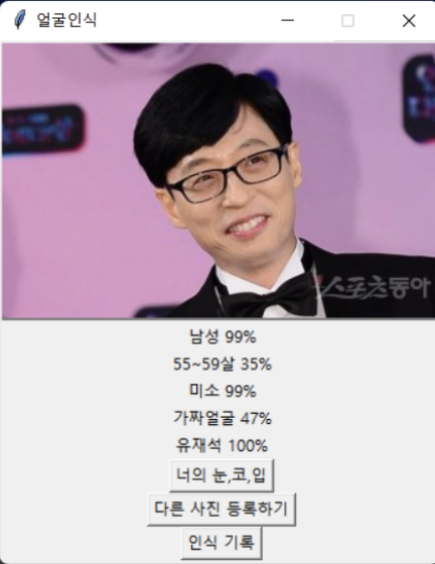 얼굴인식
스포츠동아
남성 99%
55~59살 35%
미소 99%
가짜얼굴 47%
유재석 100%
너의 눈,코,입
다른 사진 등록하기
인식 기록